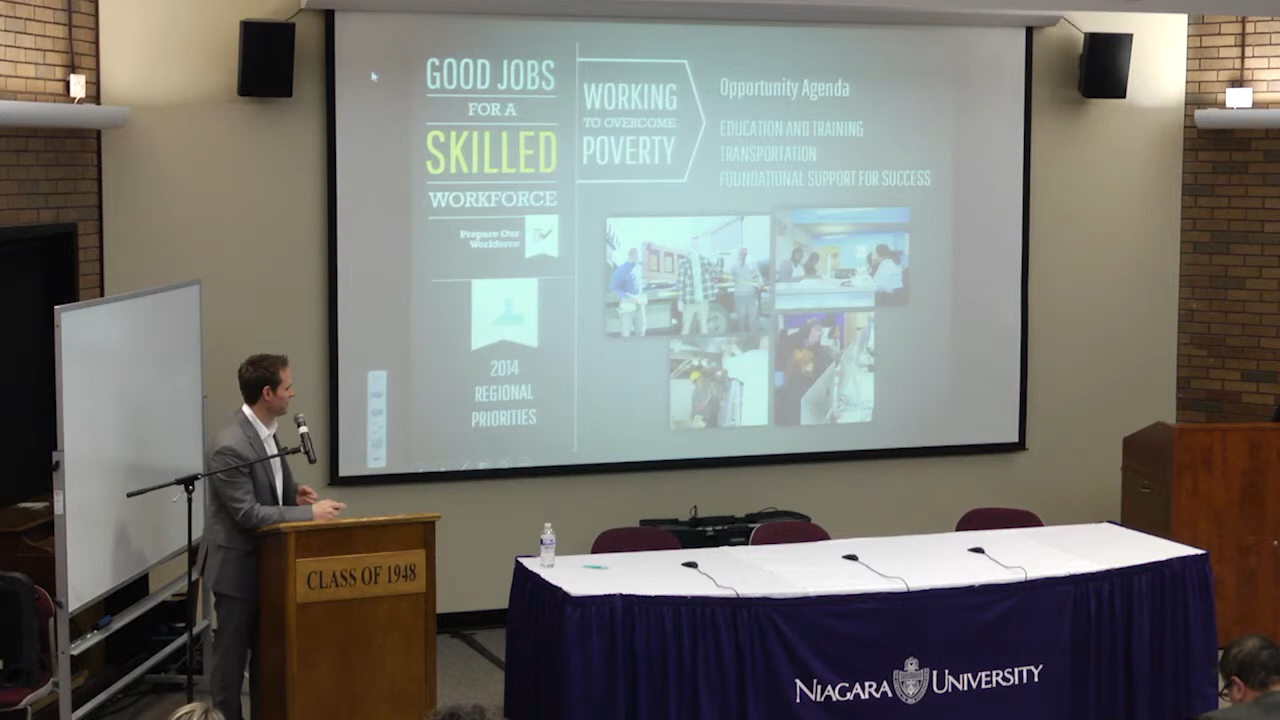 GOOD JOBS
FOR A
SKILLED
WORKFORCE
Prepare Our
Workforce
2014
REGIONAL
PRIORITIES
WORKING
TO OVERCOME
POVERTY
Opportunity Agenda
EDUCATION AND TRAINING
TRANSPORTATION
FOUNDATIONAL SUPPORT FOR SUCCESS
CLASS OF 1948
NIAGARA UNIVERSITY